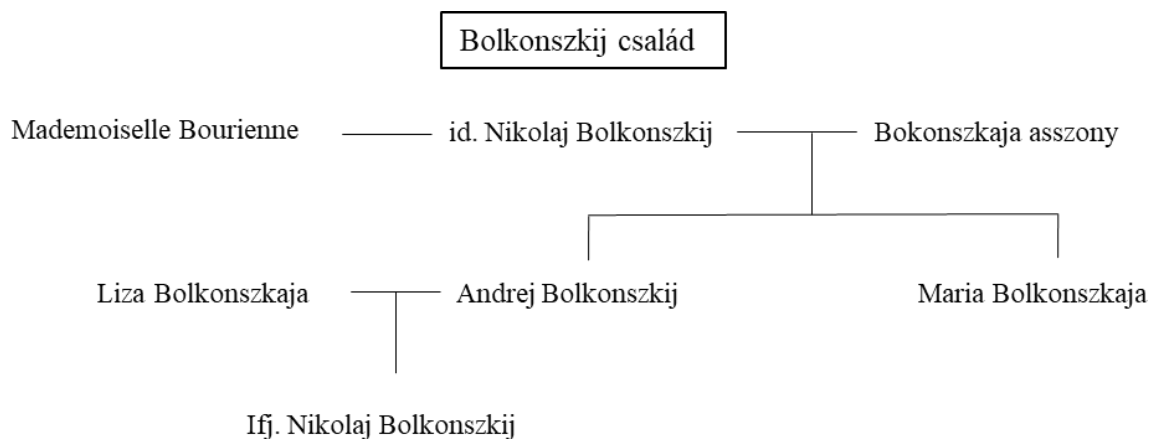 Bolkonszkij család
Mademoiselle Bourienne
id. Nikolaj Bolkonszkij
Bokonszkaja asszony
Liza Bolkonszkaja
Andrej Bolkonszkij
Maria Bolkonszkaja
Ifj. Nikolaj Bolkonszkij